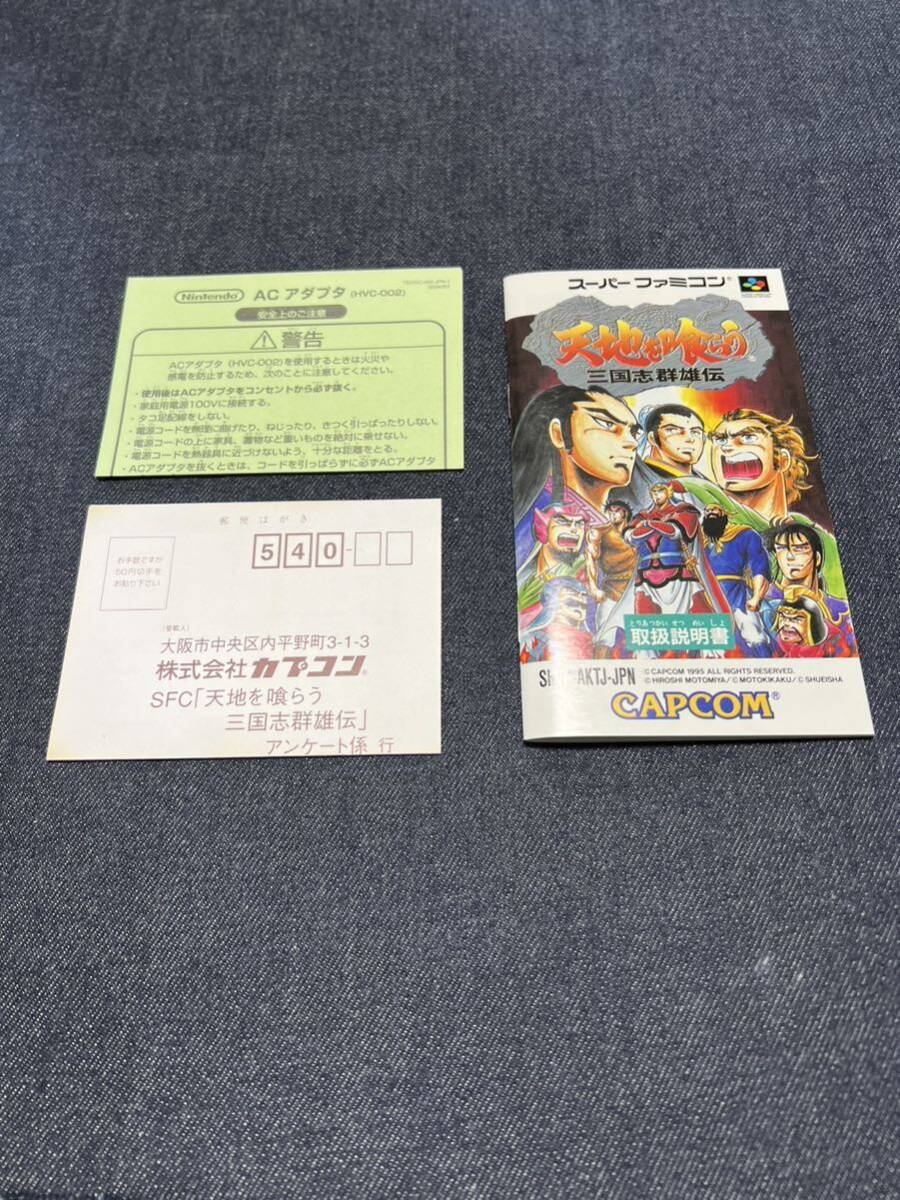 Nintendo ACアダプタ (HVC-002)
安全上のご注意
警告
ACアダプタ (HVC-002)を使用するときは火災や
感電を防止するため、次のことに注意してください。
・使用後はACアダプタをコンセントから必ず抜く。
・家庭用電源100Vに接続する。
・タコ足配線をしない。
・電源コードを無理に曲げたり、ねじったり、きつく引っぱったりしない。
・電源コードの上に家具、置物など重いものを絶対に乗せない。
・電源コードを熱器具に近づけないよう、十分な距離をとる。
・ACアダプタを抜くときは、コードを引っぱらずに必ずACアダプタ
郵便はがき
お手数ですが
50円切手を
お貼り下さい
540-
(受取人)
大阪市中央区内平野町3-1-3
株式会社カプコン®
SFC「天地を喰らう
三国志群雄伝」
アンケート係 行
スーパーファミコン®
天地を喰らう®
三国志群雄伝
とりあつかいせつめいしょ
取扱説明書
AKTJ-JPN
©CAPCOM 1995 ALL RIGHTS RESERVED.
©HIROSHI MOTOMIYA/©MOTOKIKAKU/©SHUEISHA
CAPCOM®